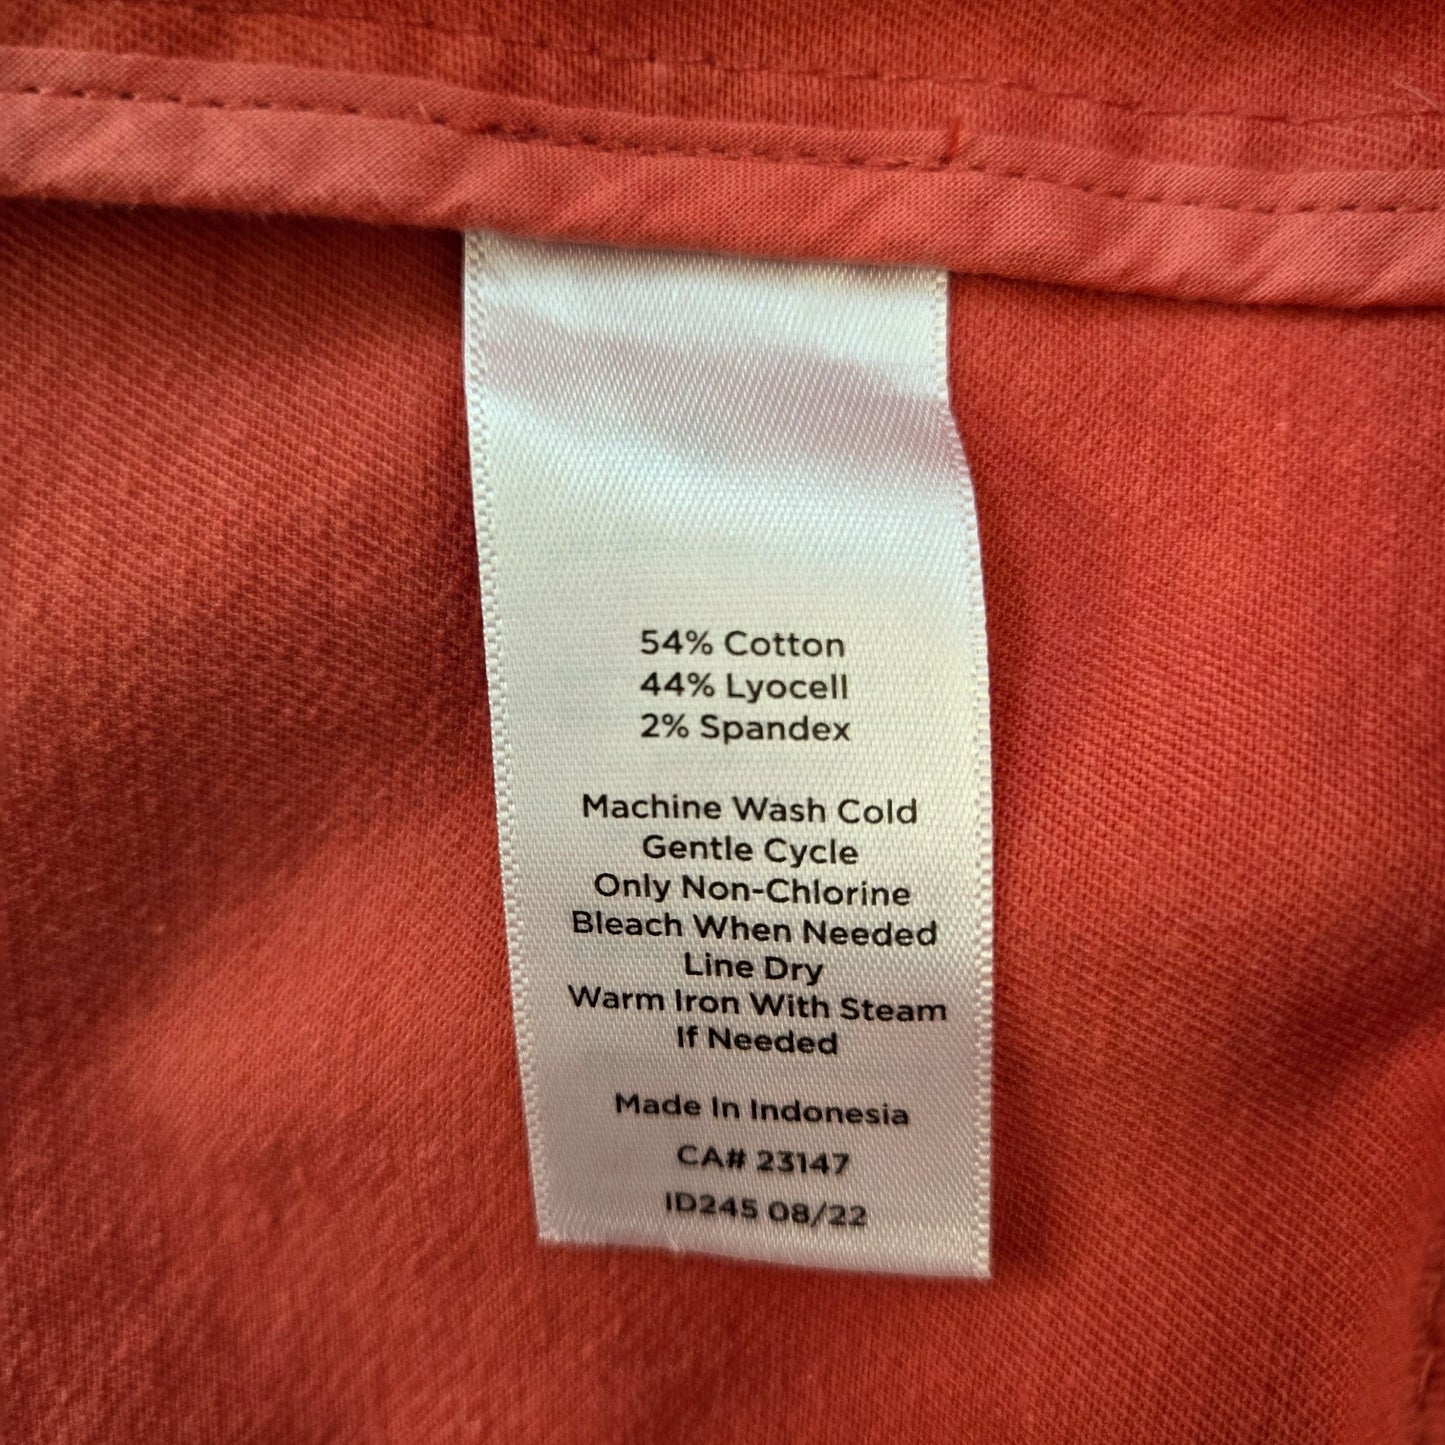 54% Cotton
44% Lyocell
2% Spandex
Machine Wash Cold
Gentle Cycle
Only Non-Chlorine
Bleach When Needed
Line Dry
Warm Iron With Steam
If Needed
Made In Indonesia
CA# 23147
ID245 08/22